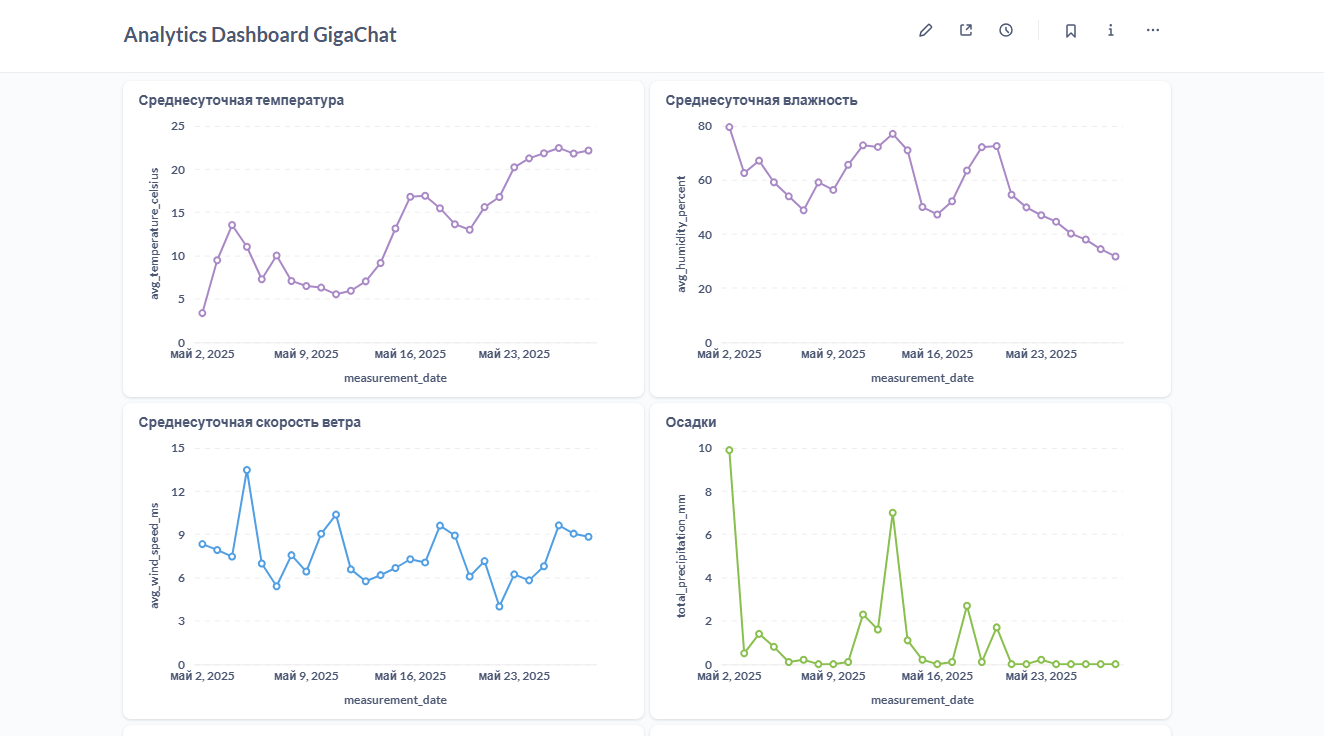 Analytics Dashboard GigaChat
Среднесуточная температура
25
20
15
10
5
0
avg_temperature_celsius
май 2, 2025 май 9, 2025 май 16, 2025 май 23, 2025
measurement_date
Среднесуточная влажность
80
60
40
20
0
avg_humidity_percent
май 2, 2025 май 9, 2025 май 16, 2025 май 23, 2025
measurement_date
Среднесуточная скорость ветра
15
12
9
6
3
0
avg_wind_speed_ms
май 2, 2025 май 9, 2025 май 16, 2025 май 23, 2025
measurement_date
Осадки
10
8
6
4
2
0
total_precipitation_mm
май 2, 2025 май 9, 2025 май 16, 2025 май 23, 2025
measurement_date